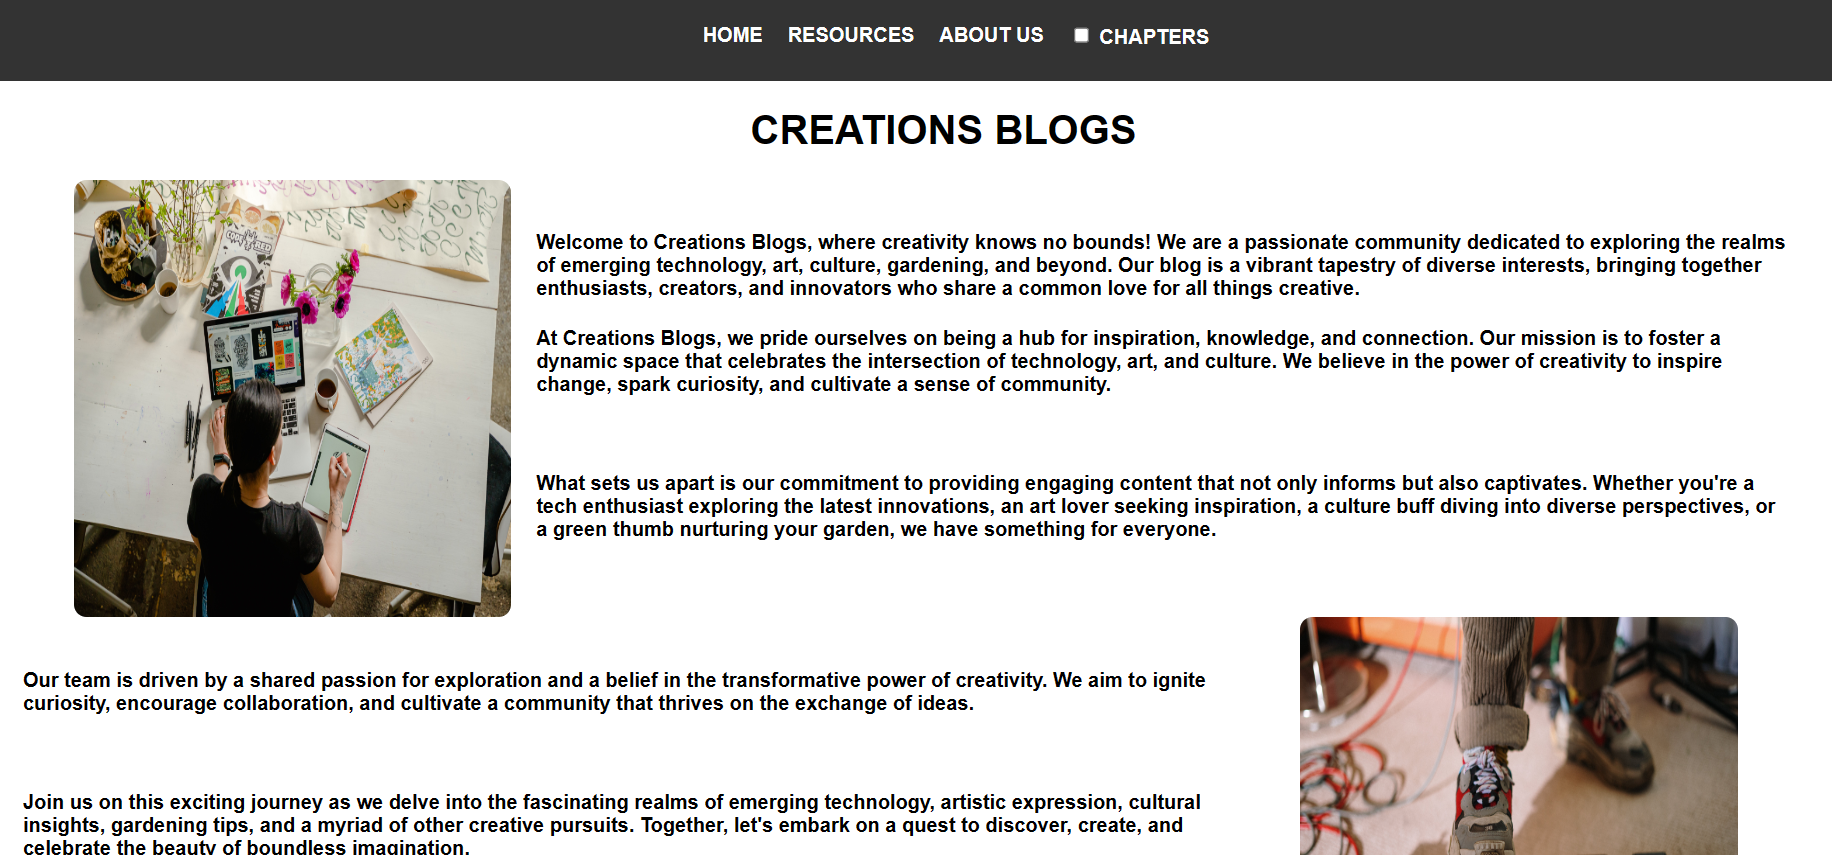 HOME RESOURCES ABOUT US CHAPTERS
CREATIONS BLOGS
Welcome to Creations Blogs, where creativity knows no bounds! We are a passionate community dedicated to exploring the realms
of emerging technology, art, culture, gardening, and beyond. Our blog is a vibrant tapestry of diverse interests, bringing together
enthusiasts, creators, and innovators who share a common love for all things creative.
At Creations Blogs, we pride ourselves on being a hub for inspiration, knowledge, and connection. Our mission is to foster a
dynamic space that celebrates the intersection of technology, art, and culture. We believe in the power of creativity to inspire
change, spark curiosity, and cultivate a sense of community.
What sets us apart is our commitment to providing engaging content that not only informs but also captivates. Whether you're a
tech enthusiast exploring the latest innovations, an art lover seeking inspiration, a culture buff diving into diverse perspectives, or
a green thumb nurturing your garden, we have something for everyone.
Our team is driven by a shared passion for exploration and a belief in the transformative power of creativity. We aim to ignite
curiosity, encourage collaboration, and cultivate a community that thrives on the exchange of ideas.
Join us on this exciting journey as we delve into the fascinating realms of emerging technology, artistic expression, cultural
insights, gardening tips, and a myriad of other creative pursuits. Together, let's embark on a quest to discover, create, and
celebrate the beauty of boundless imagination.